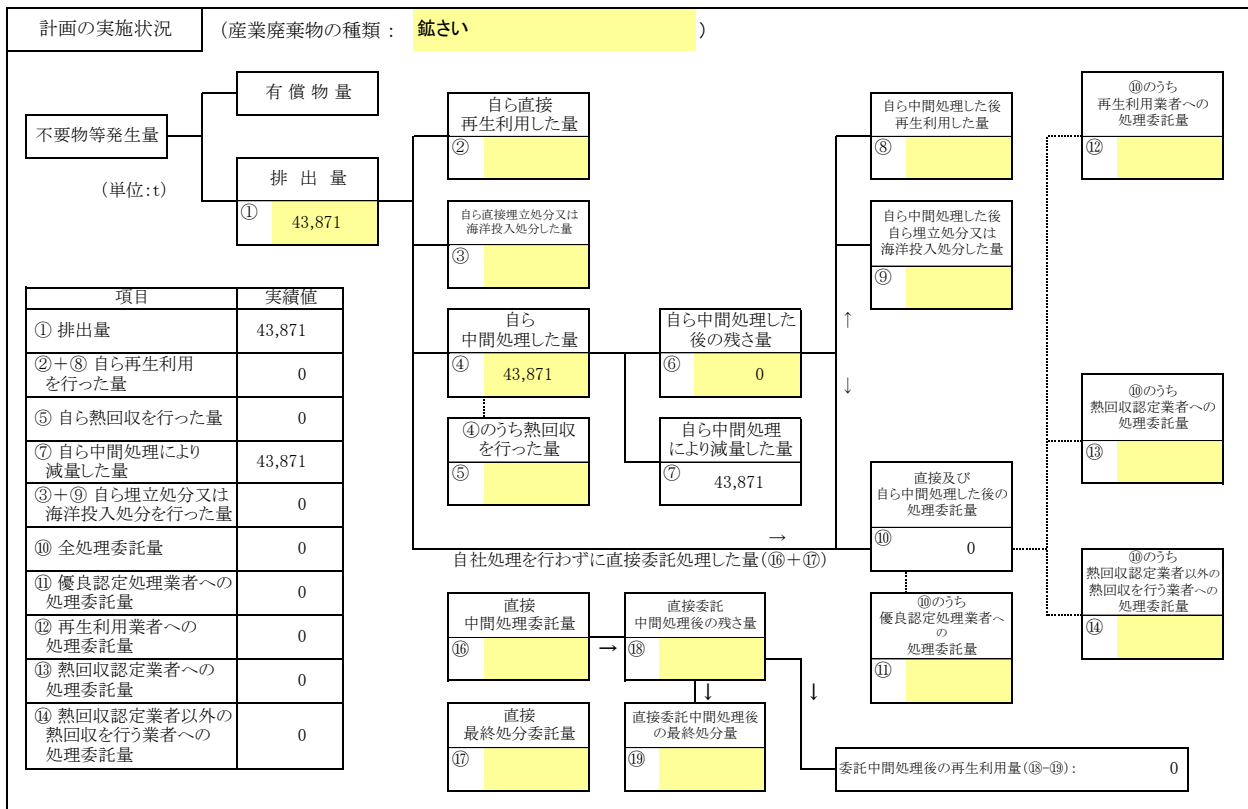 計画の実施状況
(産業廃棄物の種類： 鉱さい )
有 償 物 量
不要物等発生量
(単位:t)
排 出 量
① 43,871
自ら直接
再生利用した量
②
自ら直接埋立処分又は
海洋投入処分した量
③
自ら
中間処理した量
④ 43,871
④のうち熱回収
を行った量
⑤
自ら中間処理した
後の残さ量
⑥ 0
自ら中間処理
により減量した量
⑦ 43,871
自ら中間処理した後
再生利用した量
⑧
自ら中間処理した後
自ら埋立処分又は
海洋投入処分した量
⑨
↑
↓
直接及び
自ら中間処理した後の
処理委託量
⑩ 0
⑩のうち
再生利用業者への
処理委託量
⑫
⑩のうち
熱回収認定業者への
処理委託量
⑬
⑩のうち
熱回収認定業者以外の
熱回収を行う業者への
処理委託量
⑭
→
自社処理を行わずに直接委託処理した量(⑯+⑰)
直接
中間処理委託量
⑯
→
直接委託
中間処理後の残さ量
⑱
↓
↓
⑩のうち
優良認定処理業者へ
の
処理委託量
⑪
直接
最終処分委託量
⑰
直接委託中間処理後
の最終処分量
⑲
委託中間処理後の再生利用量(⑱-⑲)： 0
項目 実績値
① 排出量 43,871
②+⑧ 自ら再生利用
を行った量 0
⑤ 自ら熱回収を行った量 0
⑦ 自ら中間処理により
減量した量 43,871
③+⑨ 自ら埋立処分又は
海洋投入処分を行った量 0
⑩ 全処理委託量 0
⑪ 優良認定処理業者への
処理委託量 0
⑫ 再生利用業者への
処理委託量 0
⑬ 熱回収認定業者への
処理委託量 0
⑭ 熱回収認定業者以外の
熱回収を行う業者への
処理委託量 0